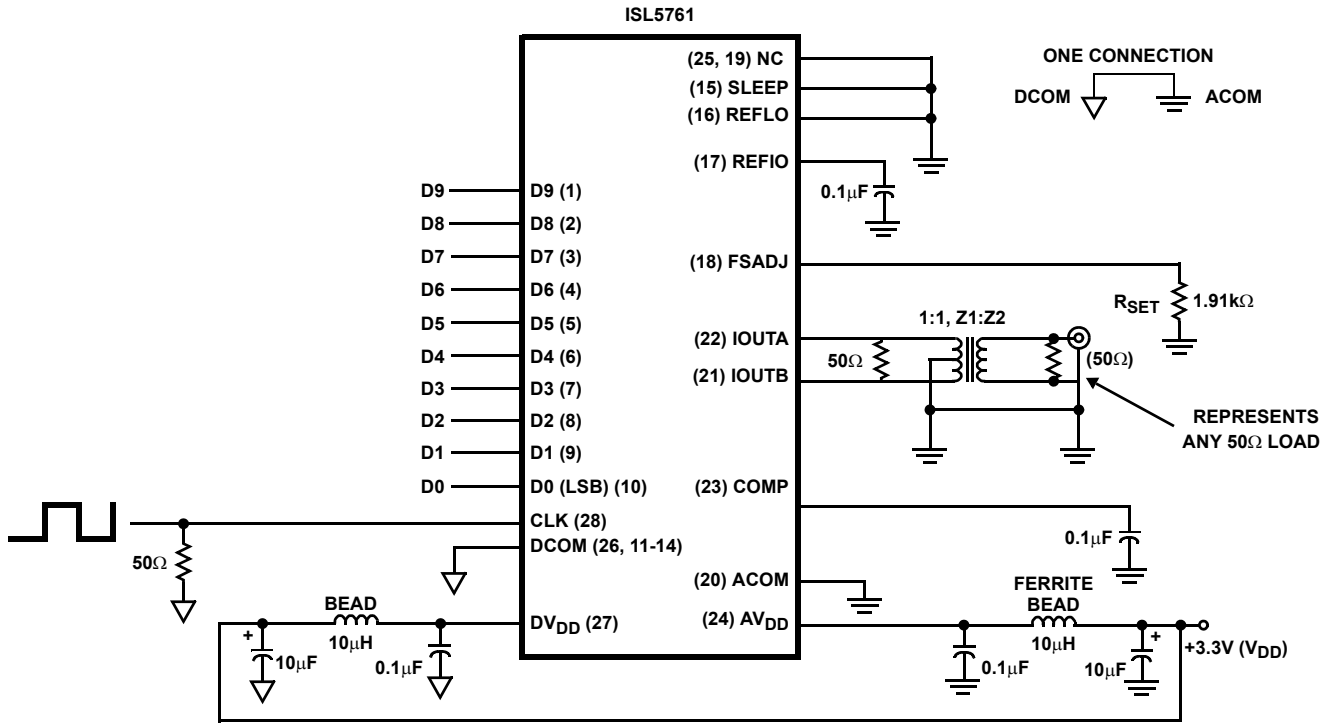 ISL5761
(25, 19) NC
(15) SLEEP
(16) REFLO
(17) REFIO
0.1μF
ONE CONNECTION
DCOM
ACOM
D9
D9 (1)
D8
D8 (2)
D7
D7 (3)
D6
D6 (4)
D5
D5 (5)
D4
D4 (6)
D3
D3 (7)
D2
D2 (8)
D1
D1 (9)
D0
D0 (LSB) (10)
CLK (28)
50Ω
DCOM (26, 11-14)
BEAD
10μH
+
10μF
0.1μF
DVDD (27)
(18) FSADJ
RSET
1.91kΩ
1:1, Z1:Z2
(22) IOUTA
50Ω
(50Ω)
(21) IOUTB
REPRESENTS
ANY 50Ω LOAD
(23) COMP
0.1μF
(20) ACOM
FERRITE
BEAD
10μH
(24) AVDD
0.1μF
10μF
+
+3.3V (VDD)